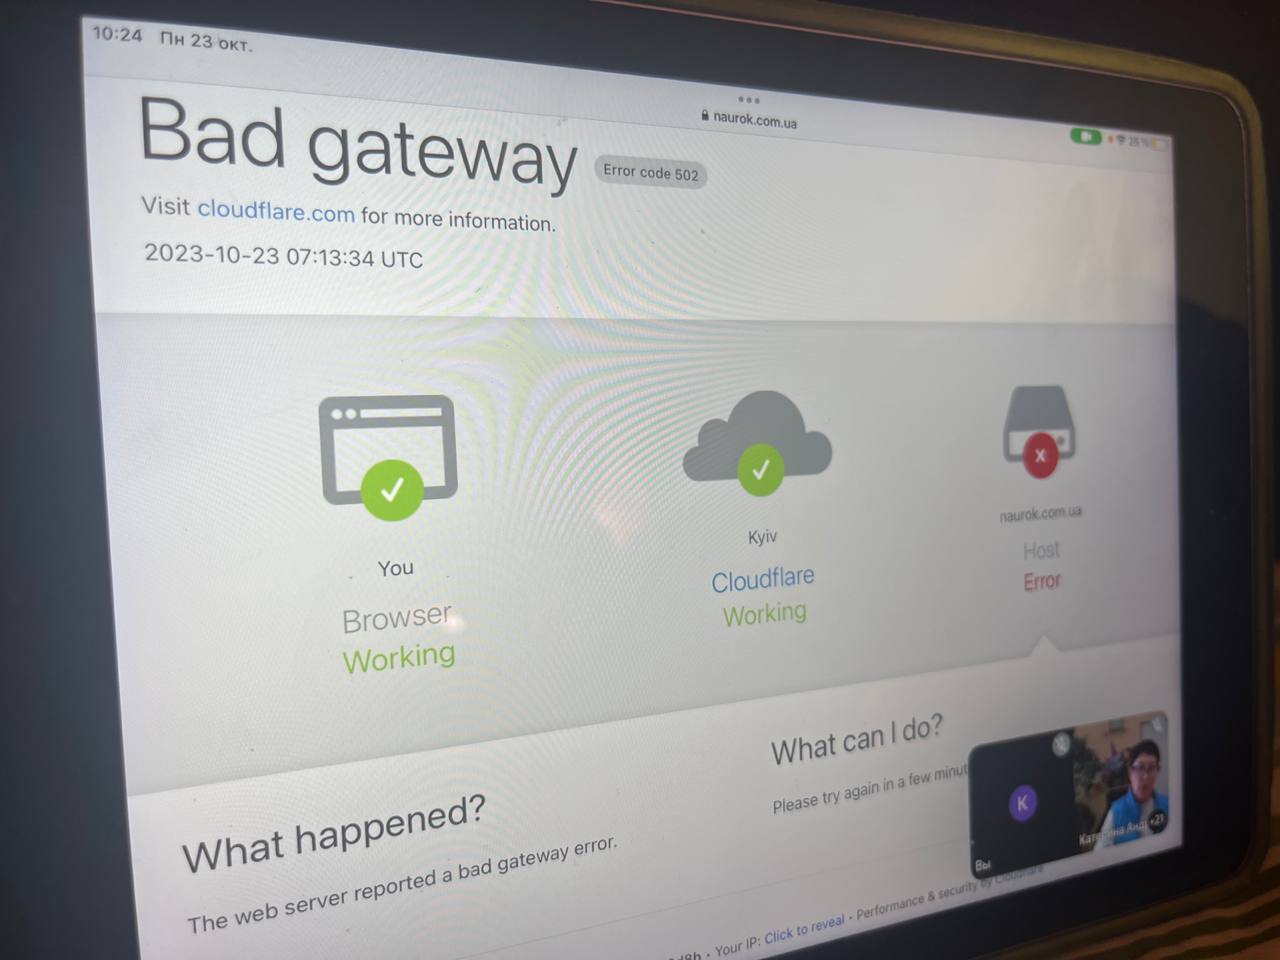 10:24 Пн 23 окт.
naurok.com.ua
Bad gateway
Error code 502
Visit cloudflare.com for more information.
2023-10-23 07:13:34 UTC
You
Browser
Working
Kyiv
Cloudflare
Working
naurok.com.ua
Host
Error
What happened?
The web server reported a bad gateway error.
What can I do?
Please try again in a few
K
Вы
+21
• Your IP: Click to reveal • Performance & security by Cloudflare